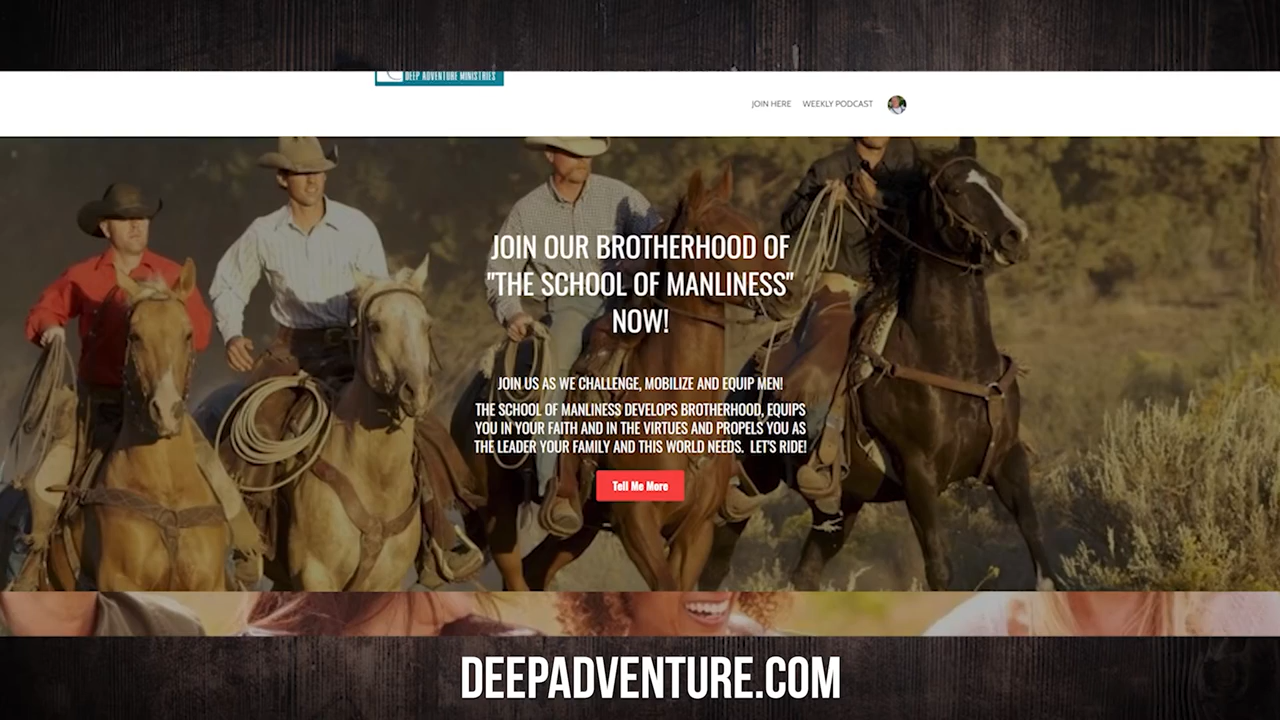 DEEP ADVENTURE MINISTRIES
JOIN HERE WEEKLY PODCAST
JOIN OUR BROTHERHOOD OF
"THE SCHOOL OF MANLINESS"
NOW!
JOIN US AS WE CHALLENGE, MOBILIZE AND EQUIP MEN!
THE SCHOOL OF MANLINESS DEVELOPS BROTHERHOOD, EQUIPS
YOU IN YOUR FAITH AND IN THE VIRTUES AND PROPELS YOU AS
THE LEADER YOUR FAMILY AND THIS WORLD NEEDS. LET'S RIDE!
Tell Me More
DEEPADVENTURE.COM